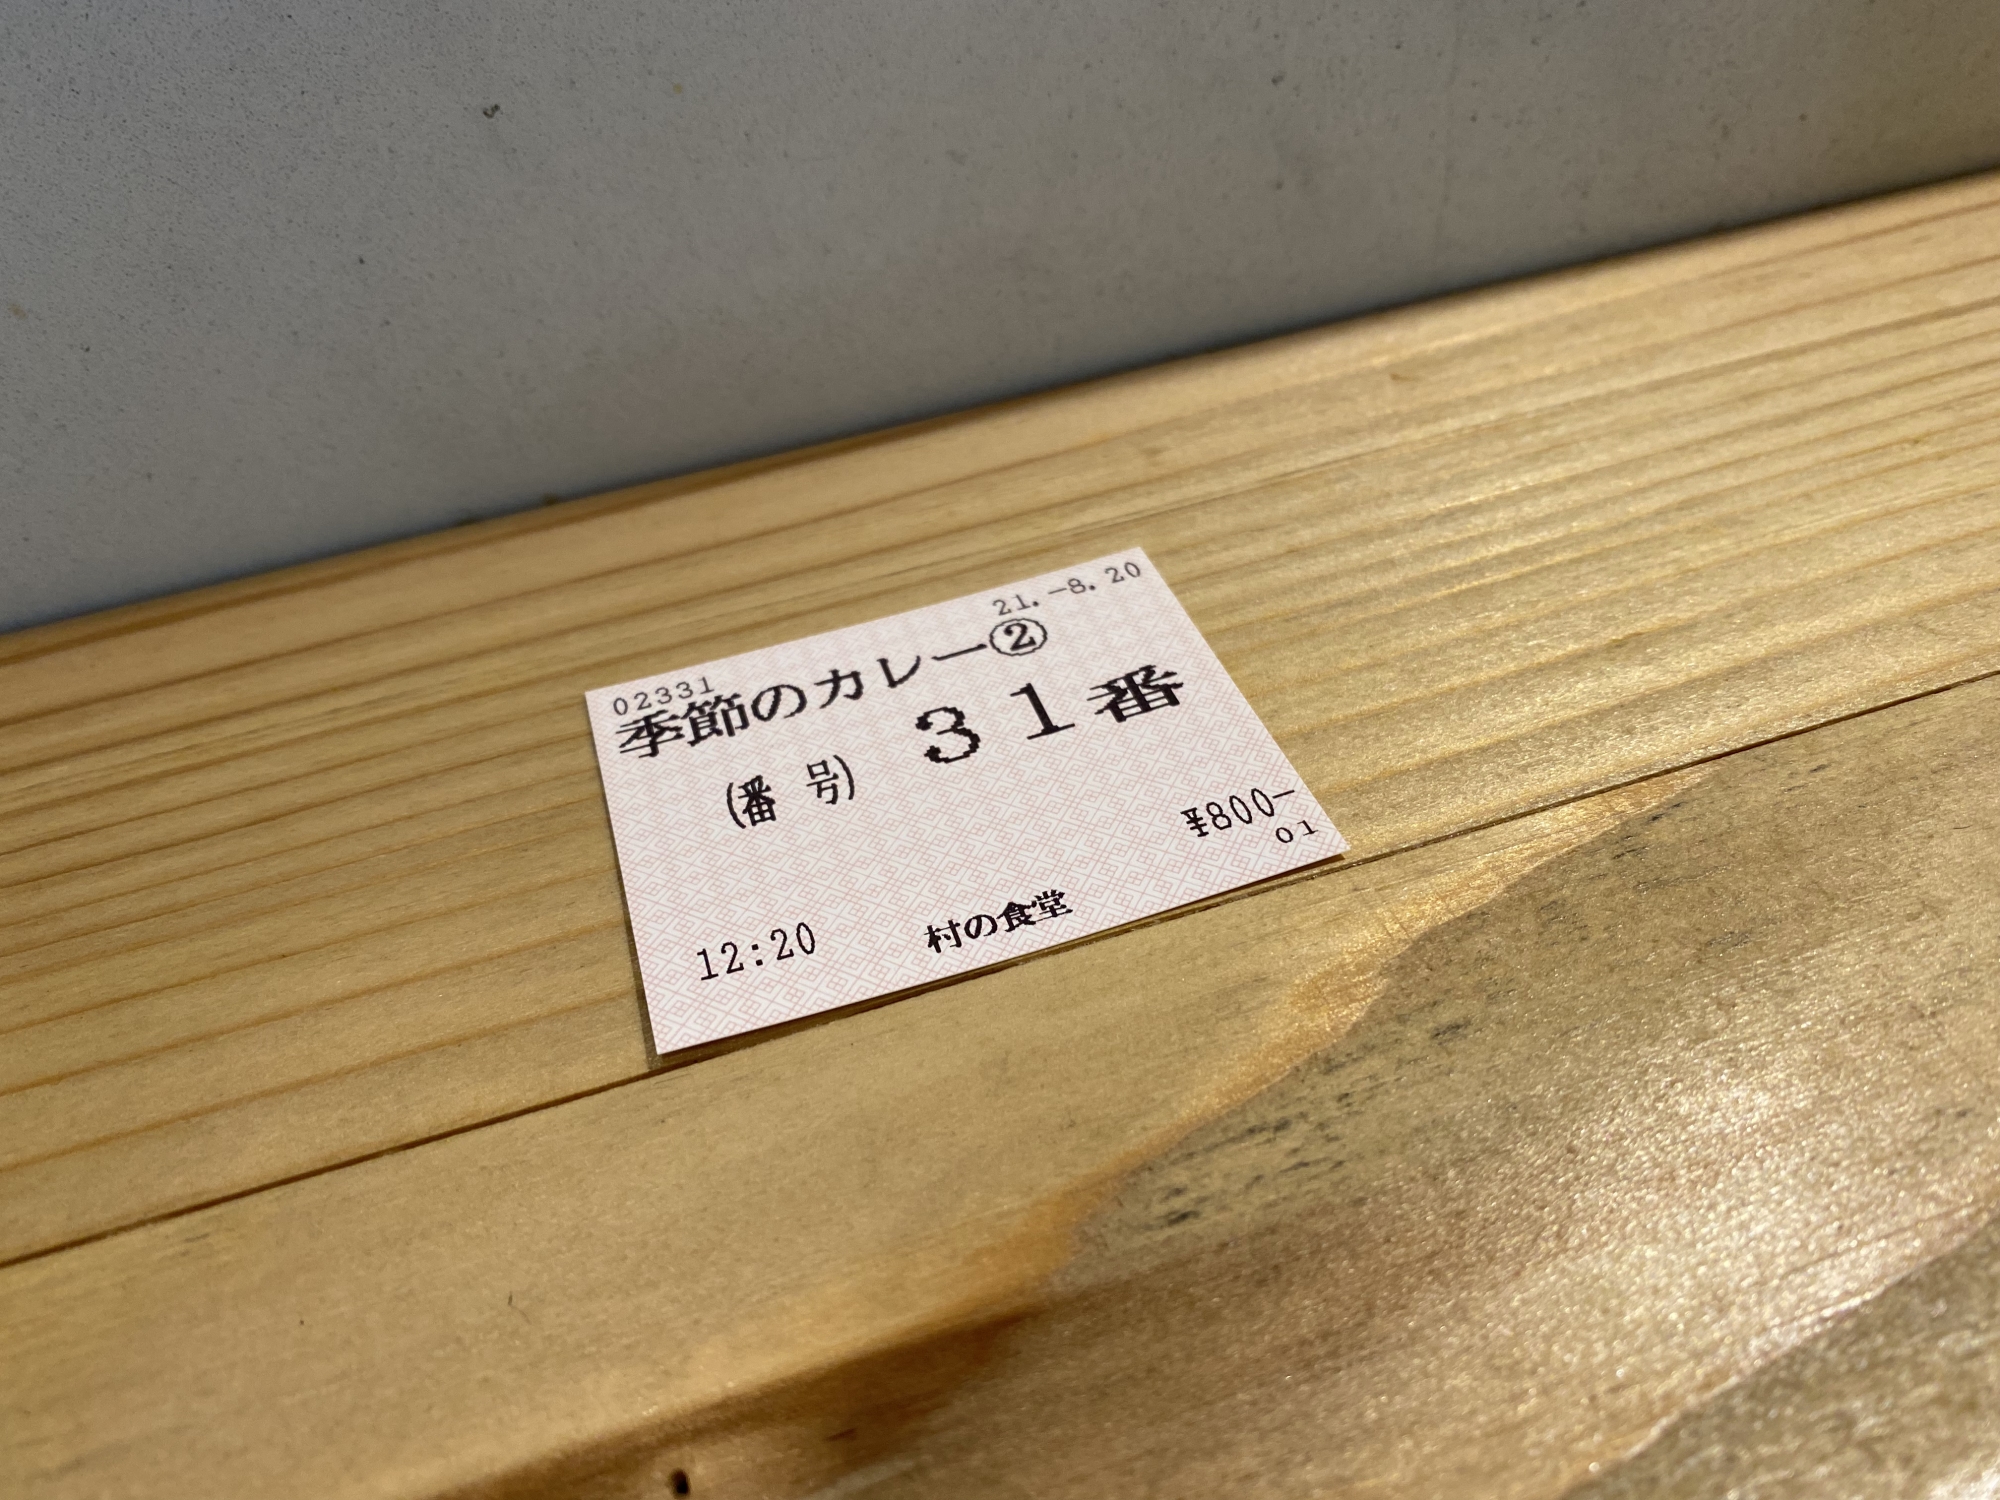 21.-8.20
02331
季節のカレー②
(番 号) 31番
¥800-
01
12:20 村の食堂